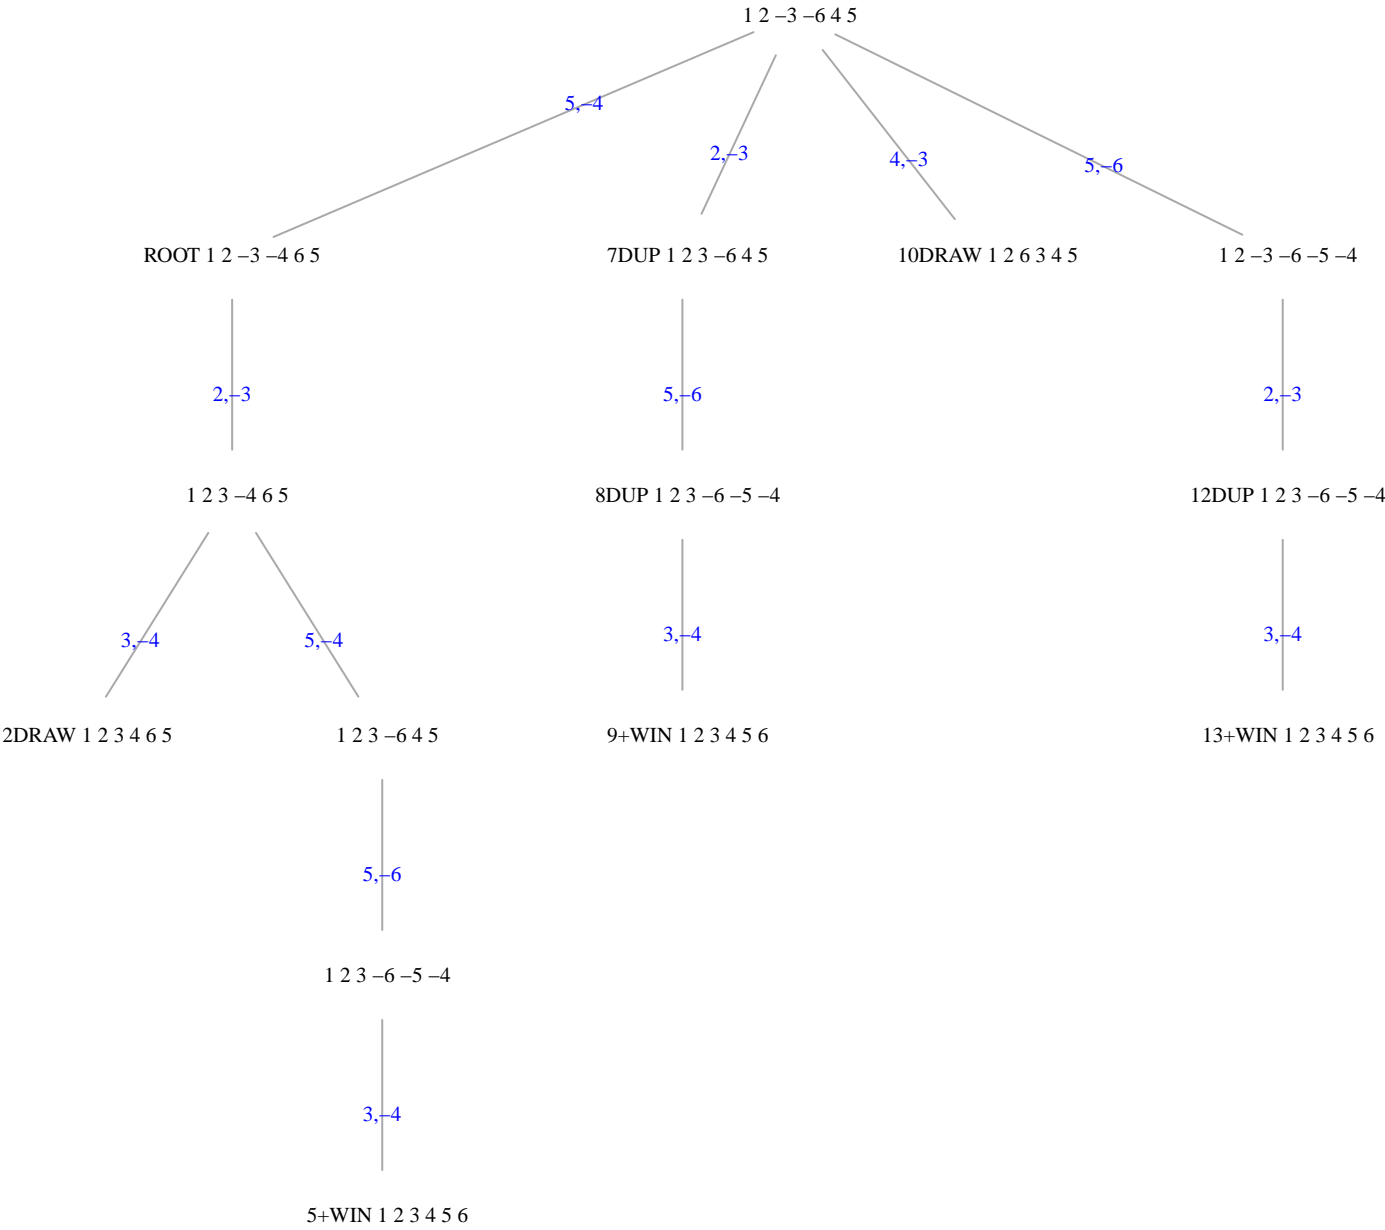 1 2 –3 –6 4 5
5,–4
2,–3
4,–3
5,–6
ROOT 1 2 –3 –4 6 5
7DUP 1 2 3 –6 4 5
10DRAW 1 2 6 3 4 5
1 2 –3 –6 –5 –4
2,–3
5,–6
2,–3
1 2 3 –4 6 5
8DUP 1 2 3 –6 –5 –4
12DUP 1 2 3 –6 –5 –4
3,–4
5,–4
3,–4
3,–4
2DRAW 1 2 3 4 6 5
1 2 3 –6 4 5
9+WIN 1 2 3 4 5 6
13+WIN 1 2 3 4 5 6
5,–6
1 2 3 –6 –5 –4
3,–4
5+WIN 1 2 3 4 5 6